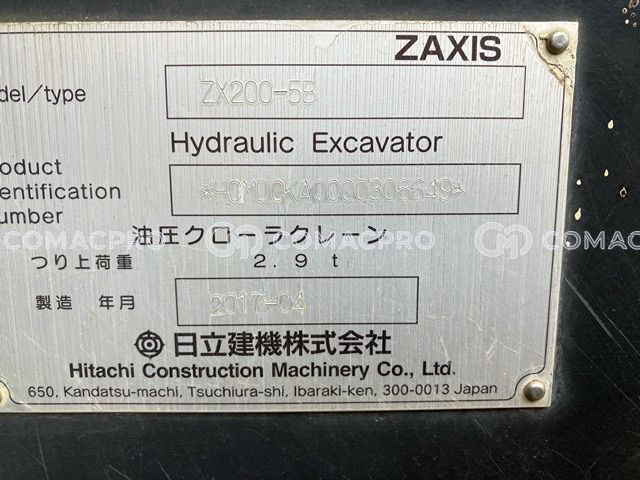 ZAXIS
del/type ZX200-5B
Hydraulic Excavator
roduct
entification
umber
油圧クローラクレーン
つり上荷重 2.9 t
製造 年月 2017-04
日立建機株式会社
Hitachi Construction Machinery Co., Ltd.
650, Kandatsu-machi, Tsuchiura-shi, Ibaraki-ken, 300-0013 Japan
COMACPRO COMACPRO COMACPRO